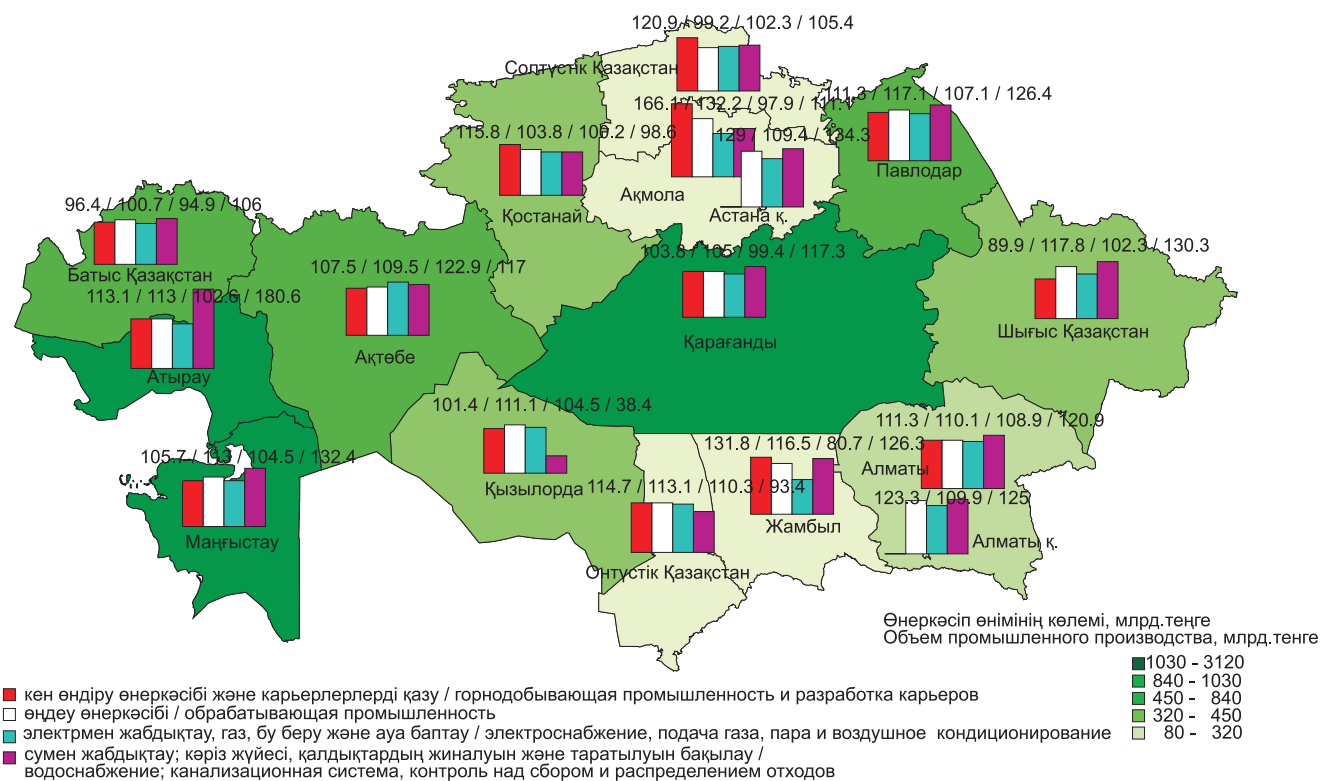 120.9 / 99.2 / 102.3 / 105.4
Солтүстік Қазақстан
166.1 / 132.2 / 97.9 / 111.1
111.3 / 117.1 / 107.1 / 126.4
115.8 / 103.8 / 100.2 / 98.6
129 / 109.4 / 134.3
Павлодар
Ақмола
Қостанай
Астана қ.
96.4 / 100.7 / 94.9 / 106
Батыс Қазақстан
107.5 / 109.5 / 122.9 / 117
103.8 / 105 / 99.4 / 117.3
89.9 / 117.8 / 102.3 / 130.3
113.1 / 113 / 102.6 / 180.6
Шығыс Қазақстан
Қарағанды
Ақтөбе
Атырау
101.4 / 111.1 / 104.5 / 38.4
111.3 / 110.1 / 108.9 / 120.9
131.8 / 116.5 / 80.7 / 126.3
105.7 / 113 / 104.5 / 132.4
Алматы
Қызылорда
114.7 / 113.1 / 110.3 / 93.4
123.3 / 109.9 / 125
Жамбыл
Маңғыстау
Алматы қ.
Оңтүстік Қазақстан
Өнеркәсіп өнімінің көлемі, млрд.теңге
Объем промышленного производства, млрд.тенге
1030 - 3120
840 - 1030
450 - 840
320 - 450
80 - 320
кен өндіру өнеркәсібі және карьерлерлерді қазу / горнодобывающая промышленность и разработка карьеров
өңдеу өнеркәсібі / обрабатывающая промышленность
электрмен жабдықтау, газ, бу беру және ауа баптау / электроснабжение, подача газа, пара и воздушное кондиционирование
сумен жабдықтау; кәріз жүйесі, қалдықтардың жиналуын және таратылуын бақылау /
водоснабжение; канализационная система, контроль над сбором и распределением отходов